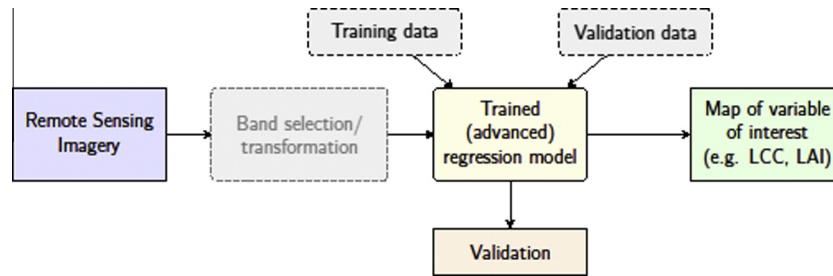 Training data
Validation data
Remote Sensing
Imagery
Band selection/
transformation
Trained
(advanced)
regression model
Map of variable
of interest
(e.g. LCC, LAI)
Validation